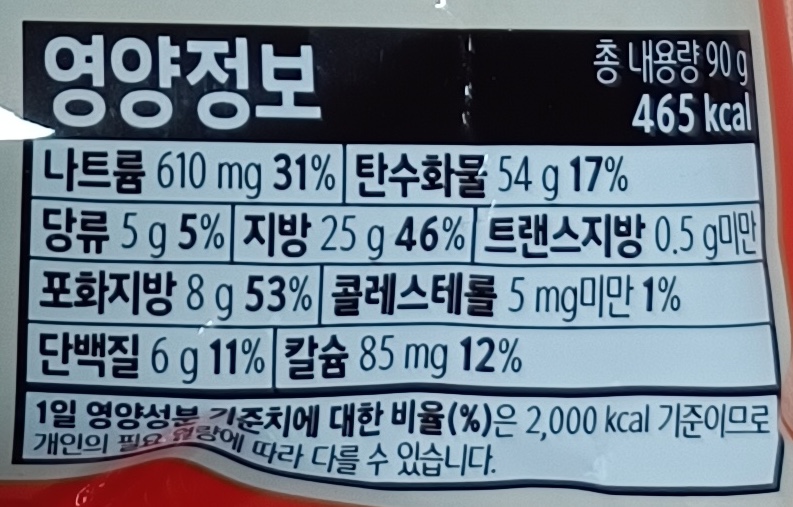 영양정보
총 내용량 90 g
465 kcal
나트륨 610 mg 31% 탄수화물 54 g 17%
당류 5 g 5% 지방 25 g 46% 트랜스지방 0.5 g미만
포화지방 8 g 53% 콜레스테롤 5 mg미만 1%
단백질 6 g 11% 칼슘 85 mg 12%
1일 영양성분 기준치에 대한 비율(%)은 2,000 kcal 기준이므로
개인의 필요 열량에 따라 다를 수 있습니다.